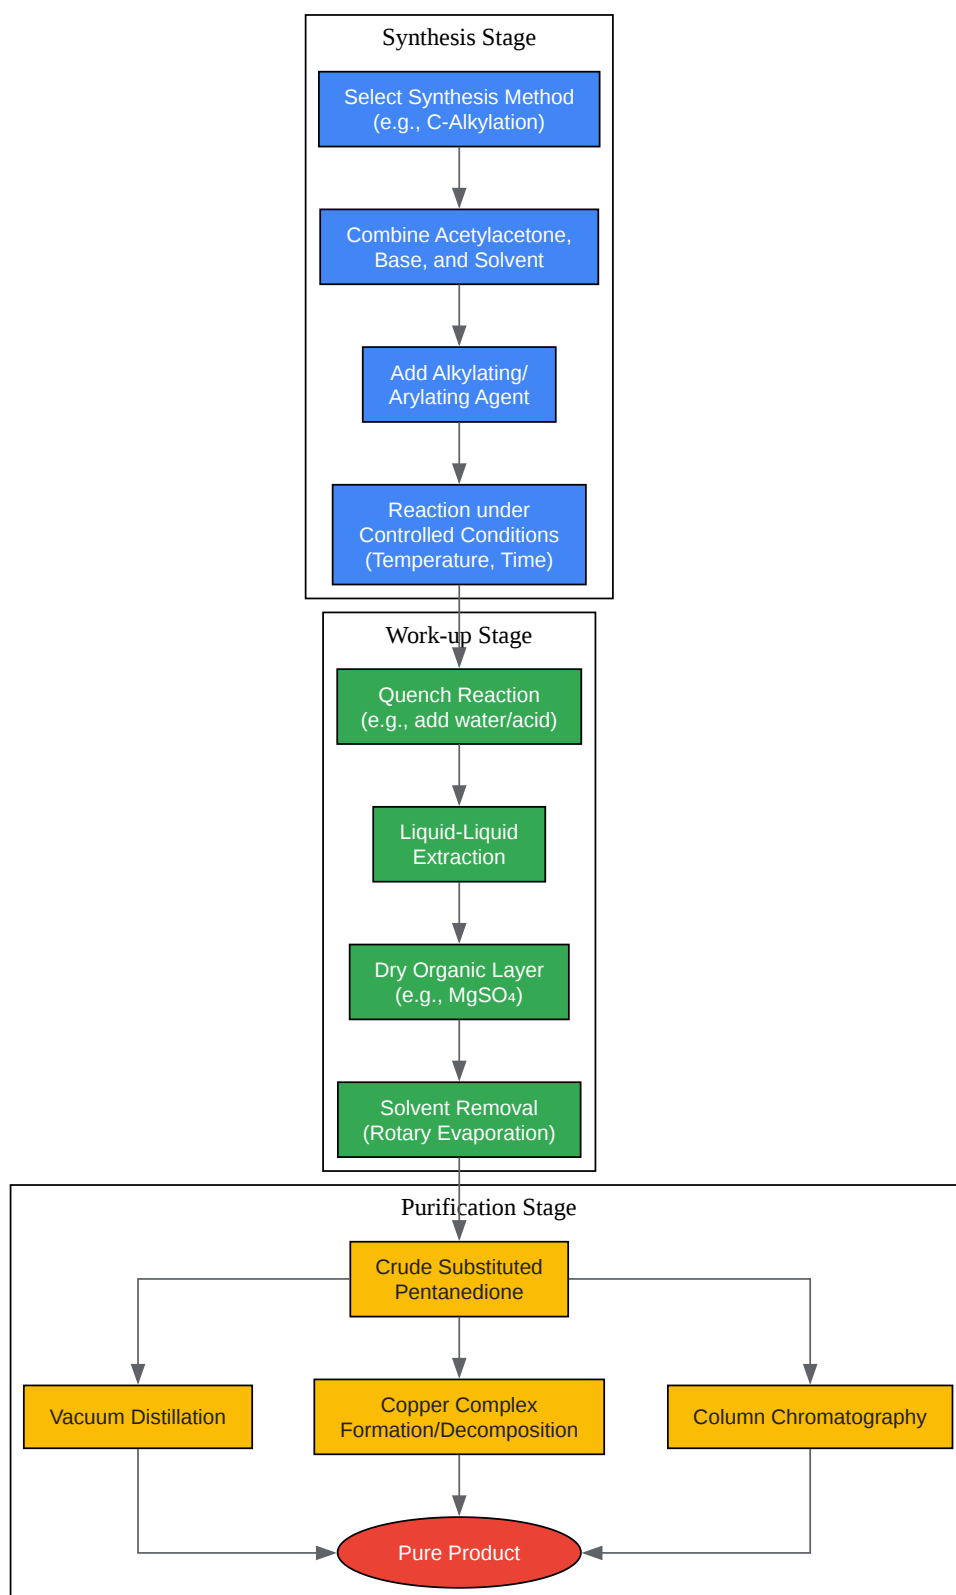 Synthesis Stage
Select Synthesis Method
(e.g., C-Alkylation)
Combine Acetylacetone,
Base, and Solvent
Add Alkylating/
Arylating Agent
Reaction under
Controlled Conditions
(Temperature, Time)
Work-up Stage
Quench Reaction
(e.g., add water/acid)
Liquid-Liquid
Extraction
Dry Organic Layer
(e.g., MgSO₄)
Solvent Removal
(Rotary Evaporation)
Purification Stage
Crude Substituted
Pentanedione
Vacuum Distillation
Copper Complex
Formation/Decomposition
Column Chromatography
Pure Product